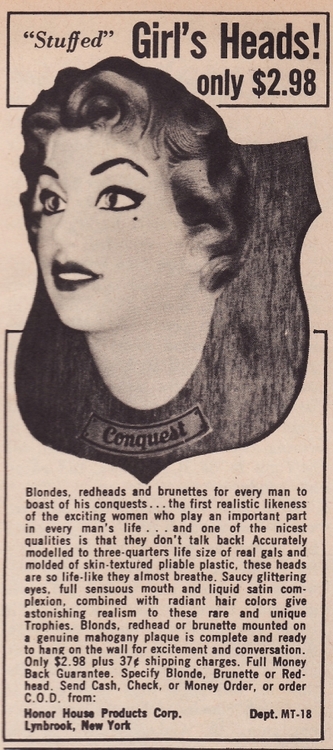 "Stuffed" Girl's Heads!
only $2.98
Conquest
Blondes, redheads and brunettes for every man to
boast of his conquests...the first realistic likeness
of the exciting women who play an important part
in every man's life . . . and one of the nicest
qualities is that they don't talk back! Accurately
modelled to three-quarters life size of real gals and
molded of skin-textured pliable plastic, these heads
are so life-like they almost breathe. Saucy glittering
eyes, full sensuous mouth and liquid satin com-
plexion, combined with radiant hair colors give
astonishing realism to these rare and unique
Trophies. Blonds, redhead or brunette mounted on
a genuine mahogany plaque is complete and ready
to hang on the wall for excitement and conversation.
Only $2.98 plus 37¢ shipping charges. Full Money
Back Guarantee. Specify Blonde, Brunette or Red-
head. Send Cash, Check, or Money Order, or order
C.O.D. from:
Honor House Products Corp. Dept. MT-18
Lynbrook, New York